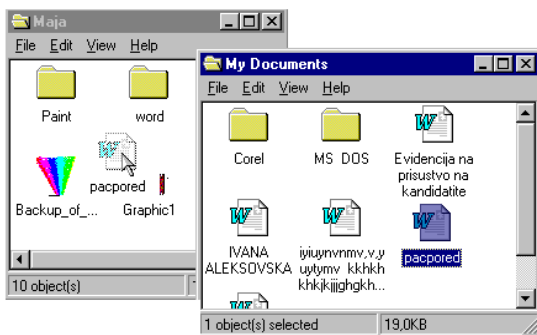 Maja
File Edit View Help
Paint
word
pacpored
Backup_of_...
Graphic1
10 object(s)
My Documents
File Edit View Help
Corel
MS DOS
Evidencija na
prisustvo na
kandidatite
IVANA
ALEKSOVSKA
iyiuynvnmv,v,y
uytymv kkhkh
khkjkijjghgkh...
pacpored
1 object(s) selected
19,0KB